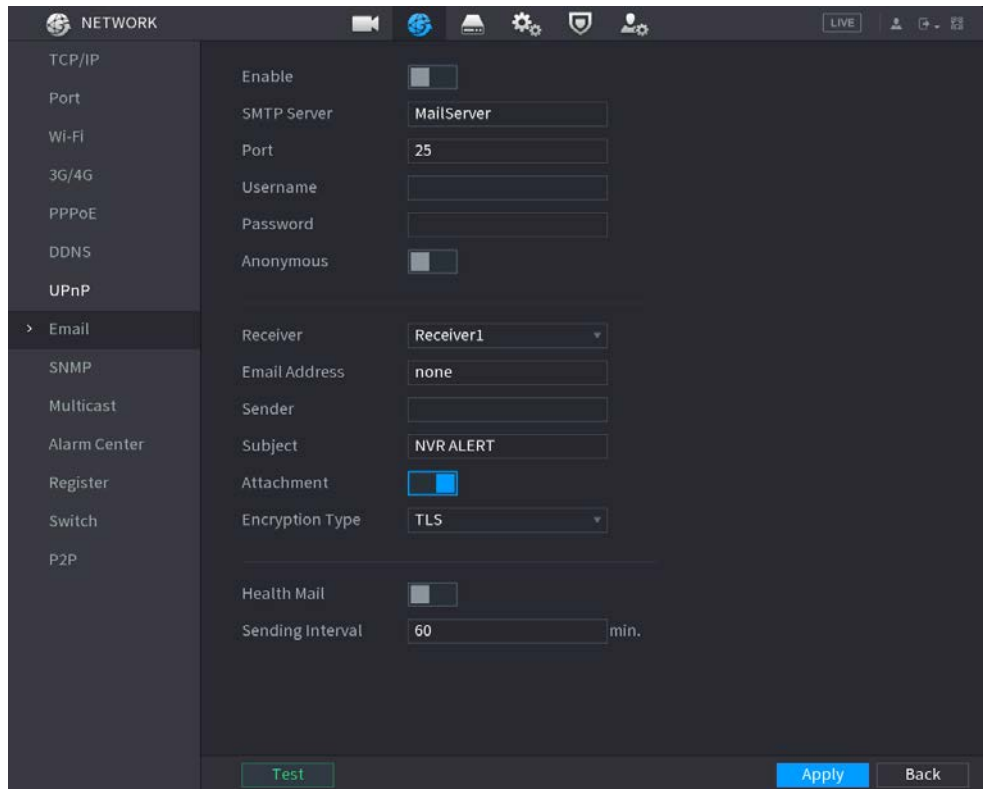 NETWORK
LIVE
TCP/IP
Port
Wi-Fi
3G/4G
PPPoE
DDNS
UPnP
Email
SNMP
Multicast
Alarm Center
Register
Switch
P2P
Enable
SMTP Server MailServer
Port 25
Username
Password
Anonymous
Receiver Receiver1
Email Address none
Sender
Subject NVR ALERT
Attachment
Encryption Type TLS
Health Mail
Sending Interval 60 min.
Test Apply Back